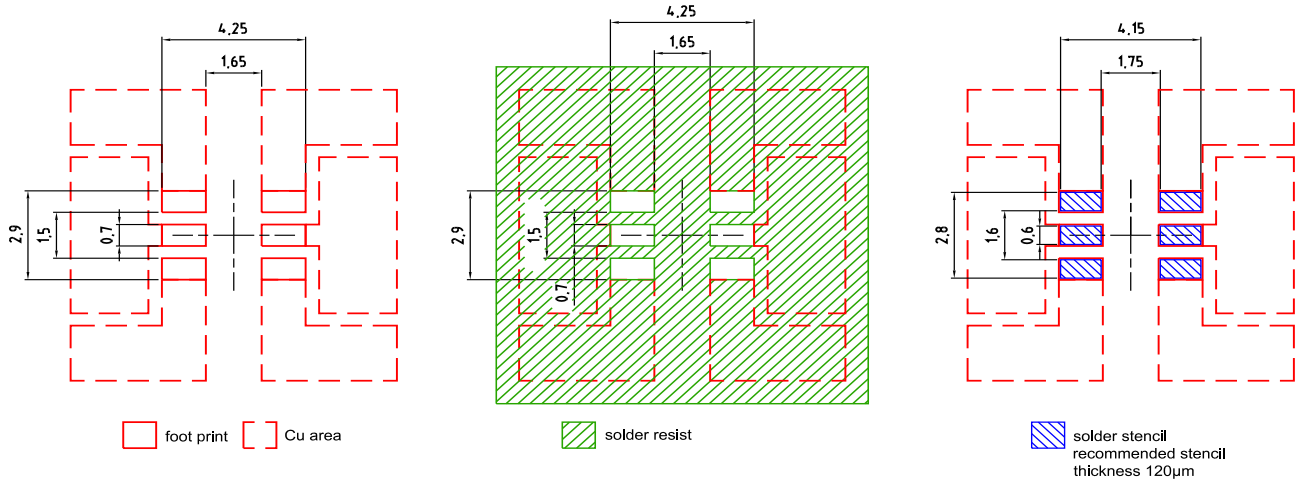 4.25
1.65
2.9
1.5
0.7
foot print
Cu area
4.25
1.65
2.9
1.5
0.7
solder resist
4.15
1.75
2.8
1.6
0.6
solder stencil
recommended stencil
thickness 120µm